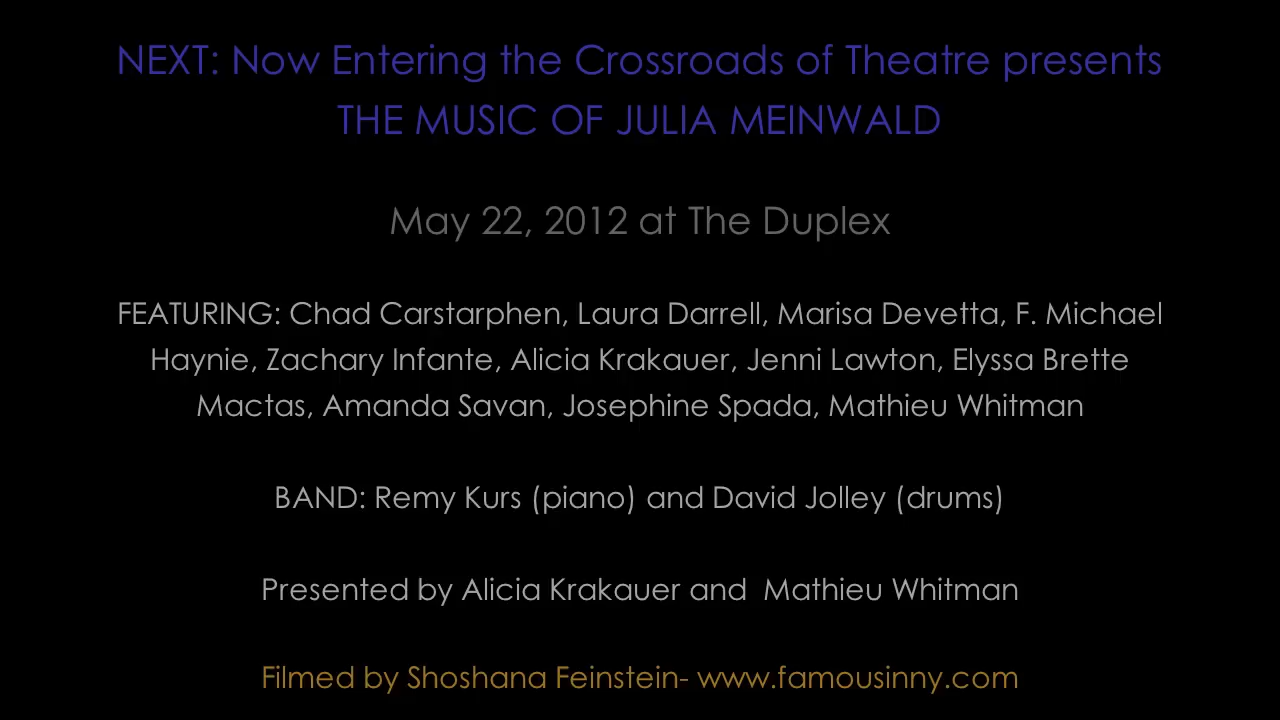 NEXT: Now Entering the Crossroads of Theatre presents
THE MUSIC OF JULIA MEINWALD
May 22, 2012 at The Duplex
FEATURING: Chad Carstarphen, Laura Darrell, Marisa Devetta, F. Michael
Haynie, Zachary Infante, Alicia Krakauer, Jenni Lawton, Elyssa Brette
Mactas, Amanda Savan, Josephine Spada, Mathieu Whitman
BAND: Remy Kurs (piano) and David Jolley (drums)
Presented by Alicia Krakauer and  Mathieu Whitman
Filmed by Shoshana Feinstein- www.famousinny.com